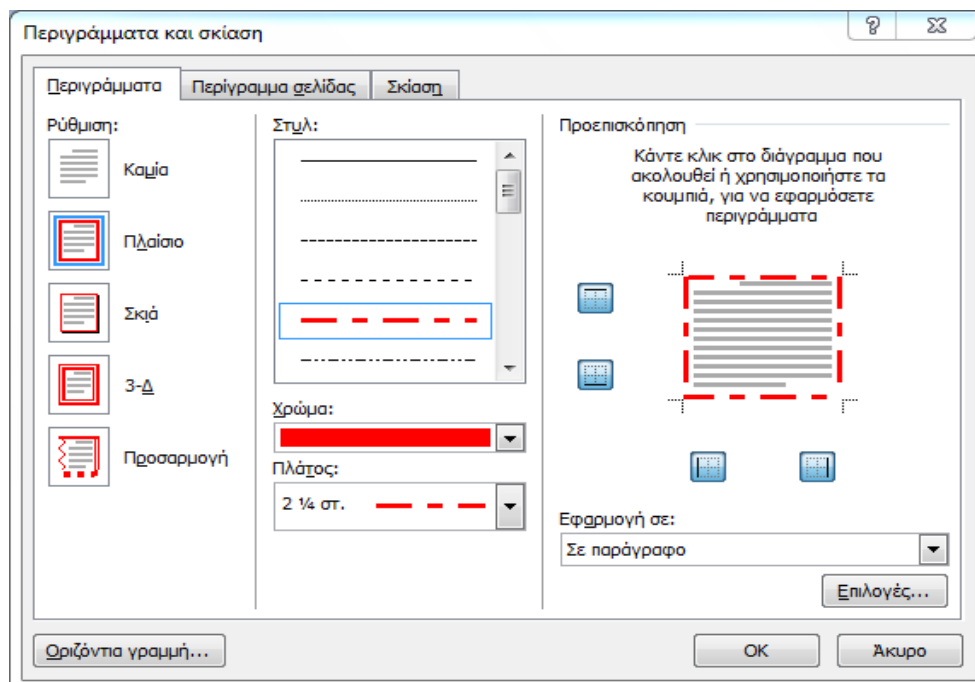 Περιγράμματα και σκίαση
Περιγράμματα
Περίγραμμα σελίδας
Σκίαση
Ρύθμιση:
Καμία
Πλαίσιο
Σκιά
3-Δ
Προσαρμογή
Στυλ:
Χρώμα:
Πλάτος:
2 ¼ στ.
Προεπισκόπηση
Κάντε κλικ στο διάγραμμα που
ακολουθεί ή χρησιμοποιήστε τα
κουμπιά, για να εφαρμόσετε
περιγράμματα
Εφαρμογή σε:
Σε παράγραφο
Επιλογές...
Οριζόντια γραμμή...
OK
Άκυρο